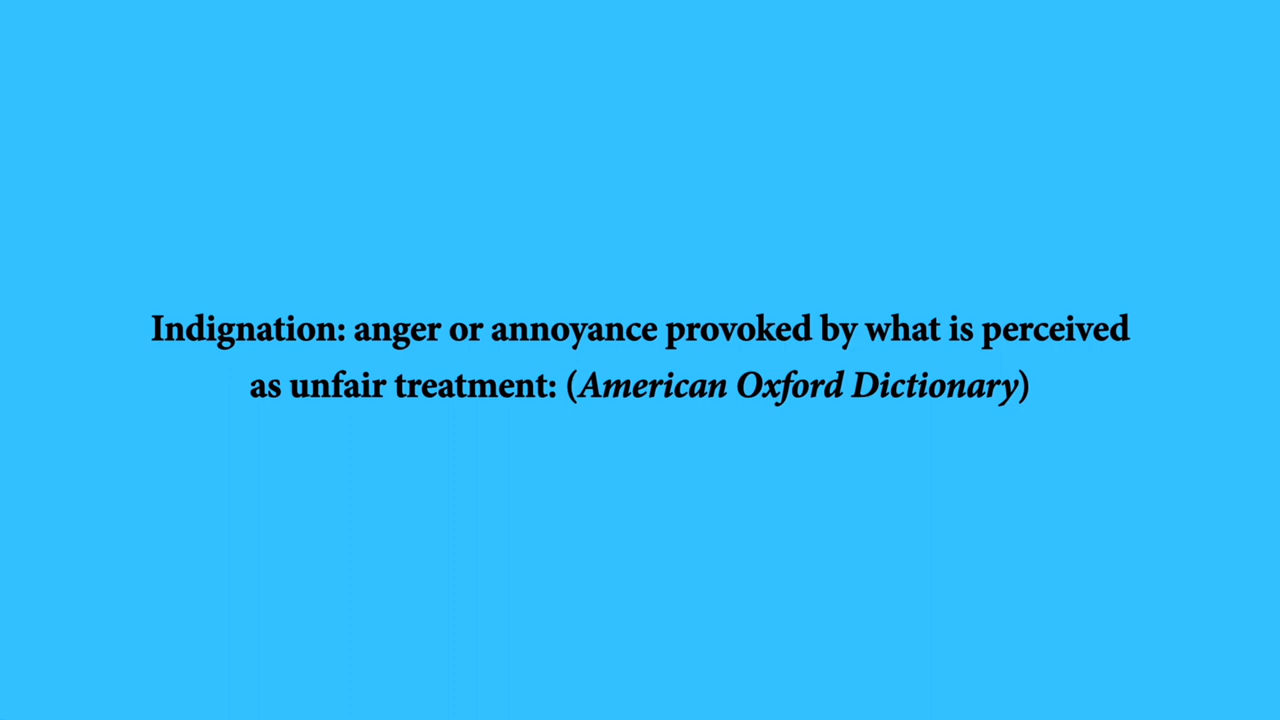 Indignation: anger or annoyance provoked by what is perceived
as unfair treatment: (American Oxford Dictionary)